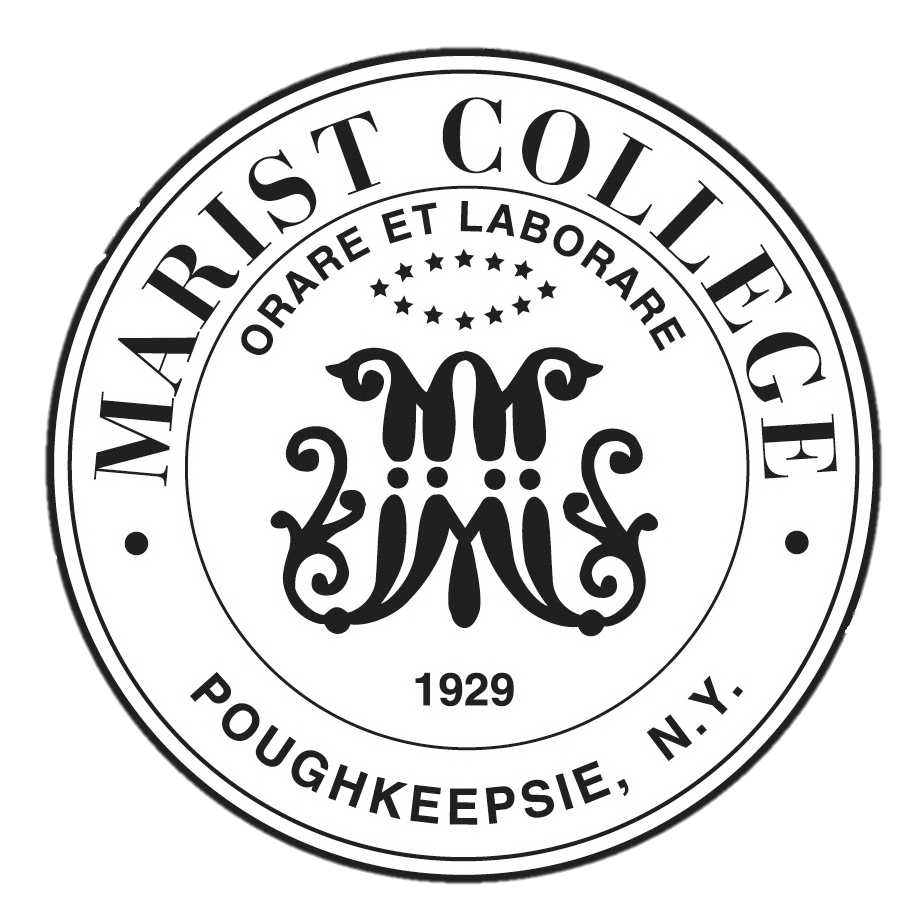 MARIST COLLEGE
ORARE ET LABORARE
1929
POUGHKEEPSIE, N.Y.